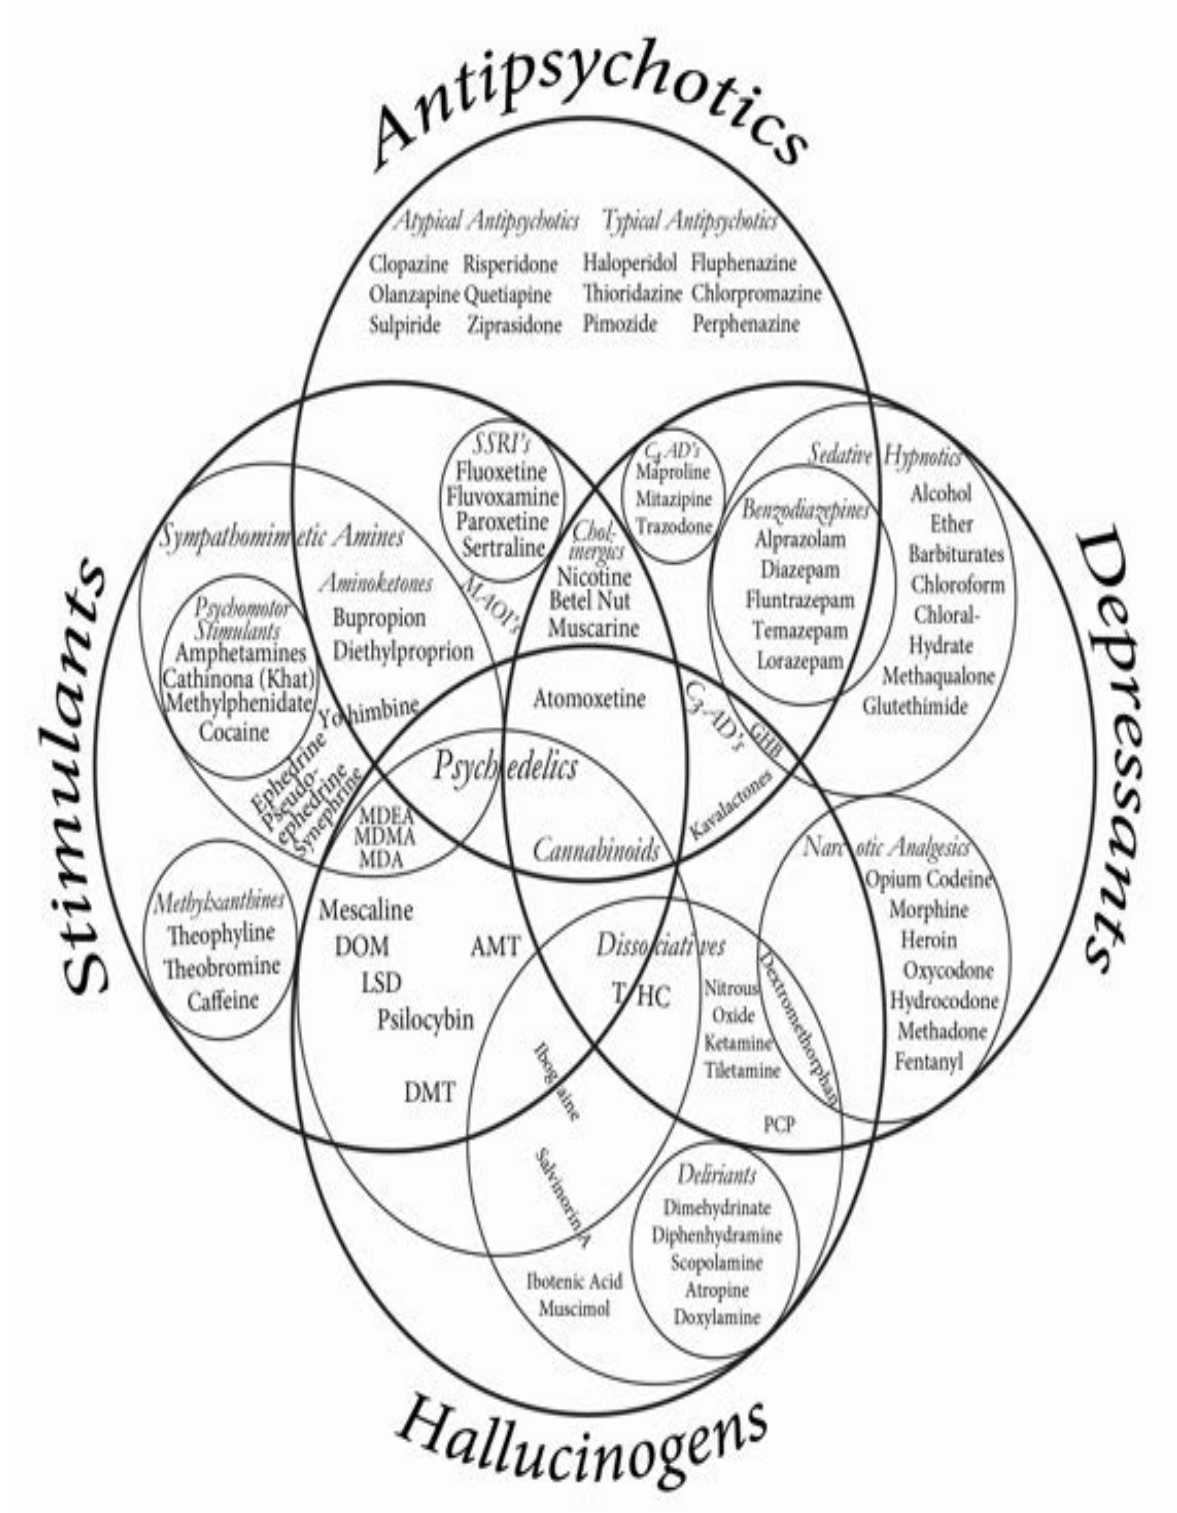 Antipsychotics
Atypical Antipsychotics
Typical Antipsychotics
Clopazine Risperidone
Olanzapine Quetiapine
Sulpiride Ziprasidone
Haloperidol Fluphenazine
Thioridazine Chlorpromazine
Pimozide Perphenazine
Stimulants
SSRI's
Fluoxetine
Fluvoxamine
Paroxetine
Sertraline
C4 AD's
Maproline
Mitazipine
Trazodone
Sedative Hypnotics
Alcohol
Ether
Barbiturates
Chloroform
Chloral-
Hydrate
Methaqualone
Glutethimide
Benzodiazepines
Alprazolam
Diazepam
Fluntrazepam
Temazepam
Lorazepam
Depressants
Sympathomimetic Amines
Psychomotor
Stimulants
Amphetamines
Cathinona (Khat)
Methylphenidate
Cocaine
Aminoketones
Bupropion
Diethylproprion
MAOI's
Chol-
inergics
Nicotine
Betel Nut
Muscarine
Yohimbine
Ephedrine
Pseudo-
ephedrine
Synephrine
Atomoxetine
C3 AD's
GHB
Kavalactones
Psychedelics
MDEA
MDMA
MDA
Cannabinoids
Narcotic Analgesics
Opium Codeine
Morphine
Heroin
Oxycodone
Hydrocodone
Methadone
Fentanyl
Methylxanthines
Theophyline
Theobromine
Caffeine
Mescaline
DOM
AMT
LSD
Psilocybin
DMT
Dissociatives
THC
Nitrous
Oxide
Ketamine
Tiletamine
Dextromethorphan
PCP
Ibogaine
Salvinorin A
Deliriants
Dimehydrinate
Diphenhydramine
Scopolamine
Atropine
Doxylamine
Ibotenic Acid
Muscimol
Hallucinogens